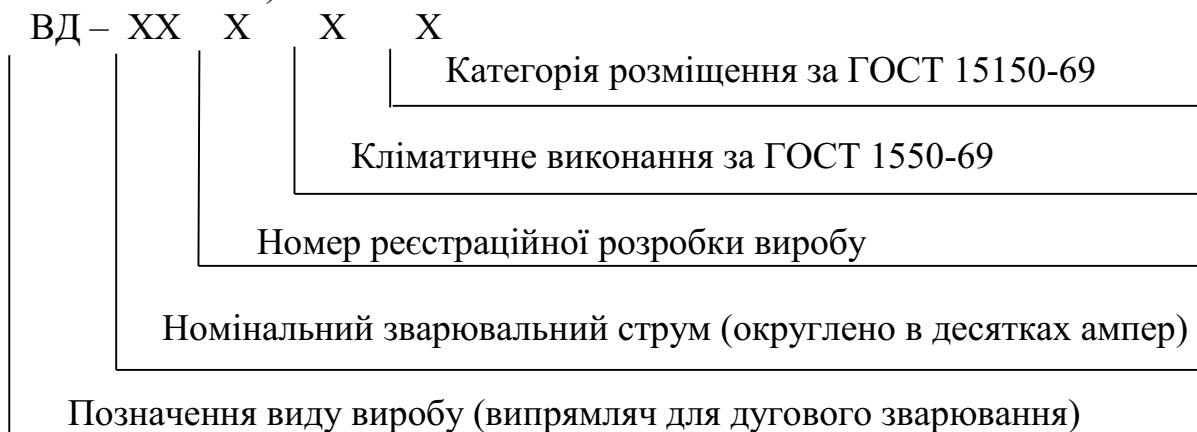 ВД – ХХ Х Х Х
Категорія розміщення за ГОСТ 15150-69
Кліматичне виконання за ГОСТ 1550-69
Номер реєстраційної розробки виробу
Номінальний зварювальний струм (округлено в десятках ампер)
Позначення виду виробу (випрямляч для дугового зварювання)